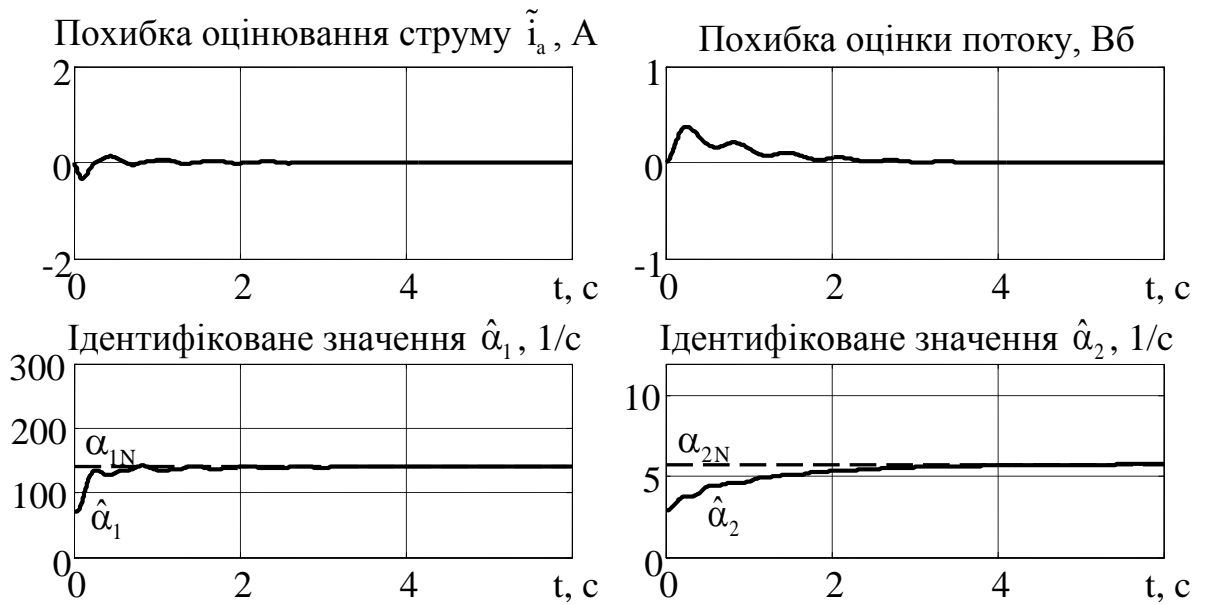 Похибка оцінювання струму ĩₐ, А
2
0
-2
0 2 4 t, с
Похибка оцінки потоку, Вб
1
0
-1
0 2 4 t, с
Ідентифіковане значення α̂₁, 1/с
300
200
α₁N
100
α̂₁
0
0 2 4 t, с
Ідентифіковане значення α̂₂, 1/с
10
α₂N
5
α̂₂
0
0 2 4 t, с